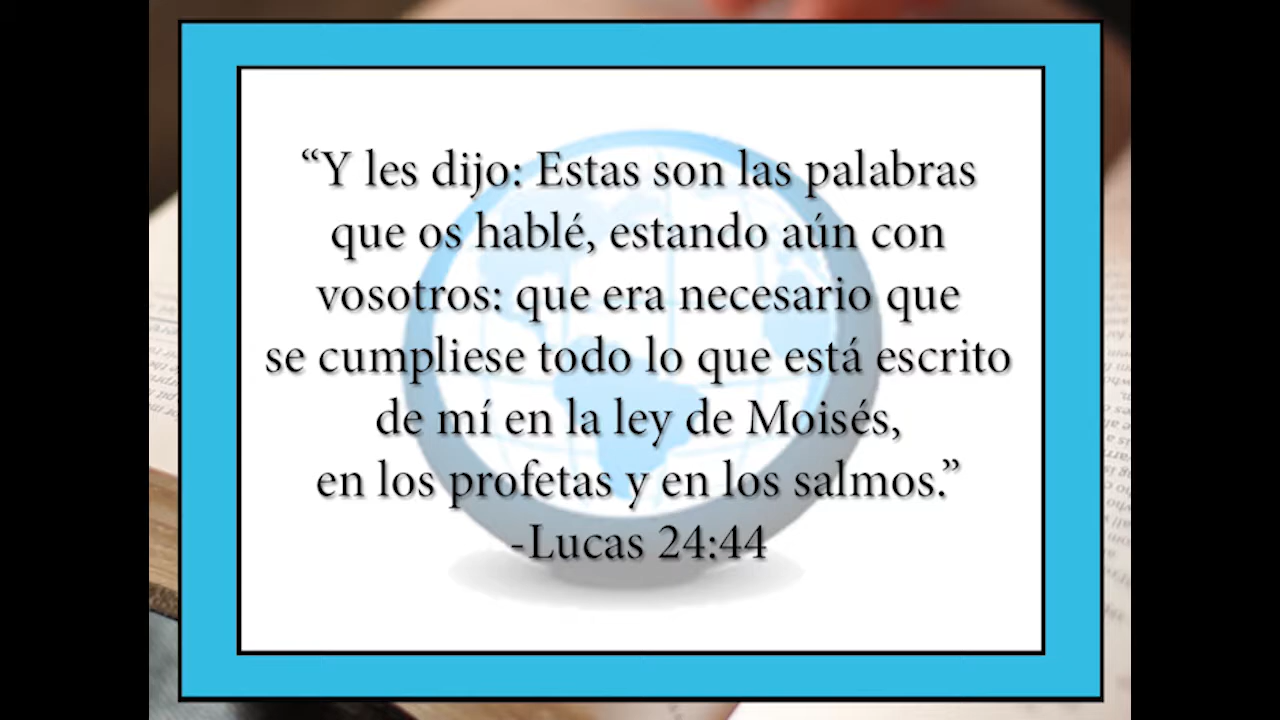 “Y les dijo: Estas son las palabras
que os hablé, estando aún con
vosotros: que era necesario que
se cumpliese todo lo que está escrito
de mí en la ley de Moisés,
en los profetas y en los salmos.”
-Lucas 24:44